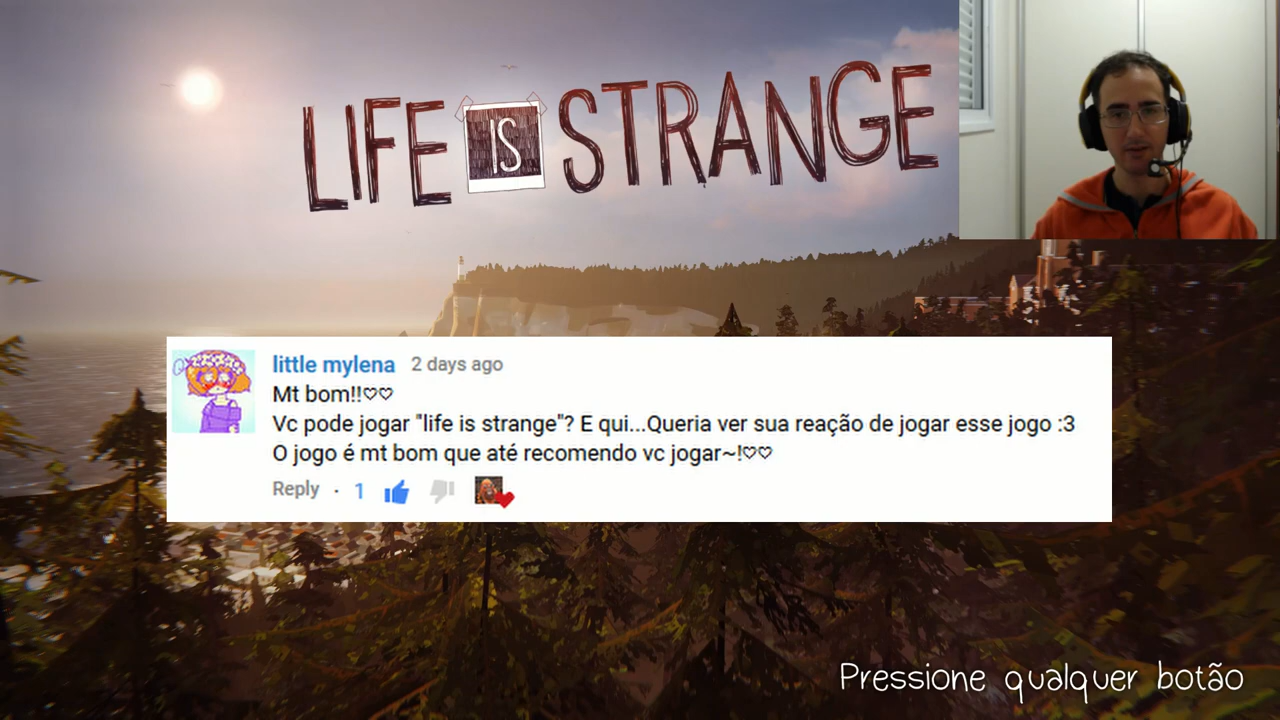 LIFE IS STRANGE
little mylena 2 days ago
Mt bom!!♡♡
Vc pode jogar "life is strange"? E qui...Queria ver sua reação de jogar esse jogo :3
O jogo é mt bom que até recomendo vc jogar~!♡♡
Reply · 1
Pressione qualquer botão